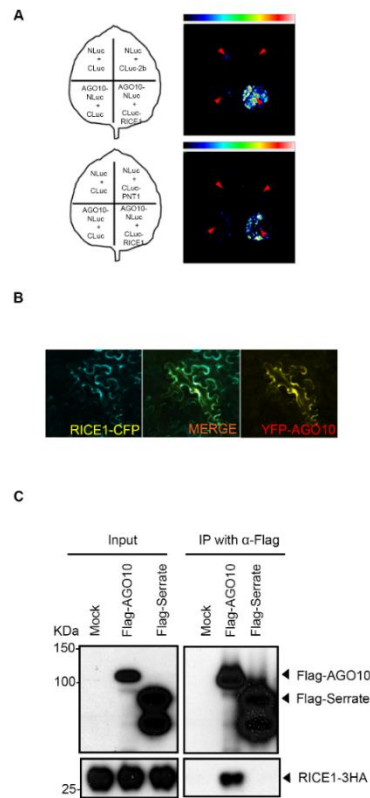 A
NLuc
+
CLuc
NLuc
+
CLuc-2b
AGO10-
NLuc
+
CLuc
AGO10-
NLuc
+
CLuc-
RICE1
NLuc
+
CLuc
NLuc
+
CLuc-
PNT1
AGO10-
NLuc
+
CLuc
AGO10-
NLuc
+
CLuc-
RICE1
B
RICE1-CFP
MERGE
YFP-AGO10
C
Input
IP with α-Flag
Mock
Flag-AGO10
Flag-Serrate
Mock
Flag-AGO10
Flag-Serrate
KDa
150
100
25
Flag-AGO10
Flag-Serrate
RICE1-3HA